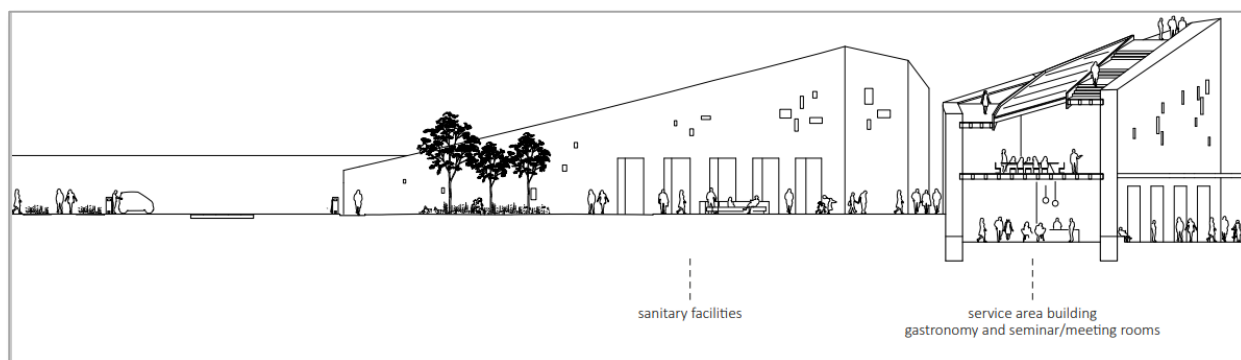 sanitary facilities
service area building
gastronomy and seminar/meeting rooms